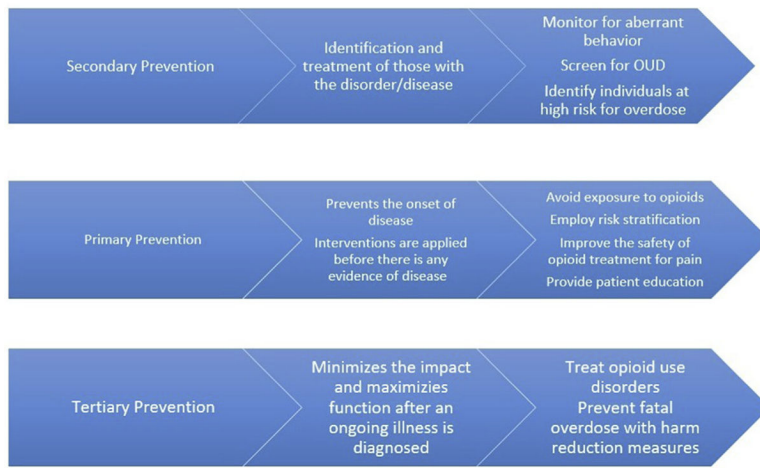 Secondary Prevention
Identification and
treatment of those with
the disorder/disease
Monitor for aberrant
behavior
Screen for OUD
Identify individuals at
high risk for overdose
Primary Prevention
Prevents the onset of
disease
Interventions are applied
before there is any
evidence of disease
Avoid exposure to opioids
Employ risk stratification
Improve the safety of
opioid treatment for pain
Provide patient education
Tertiary Prevention
Minimizes the impact
and maximizies
function after an
ongoing illness is
diagnosed
Treat opioid use
disorders
Prevent fatal
overdose with harm
reduction measures